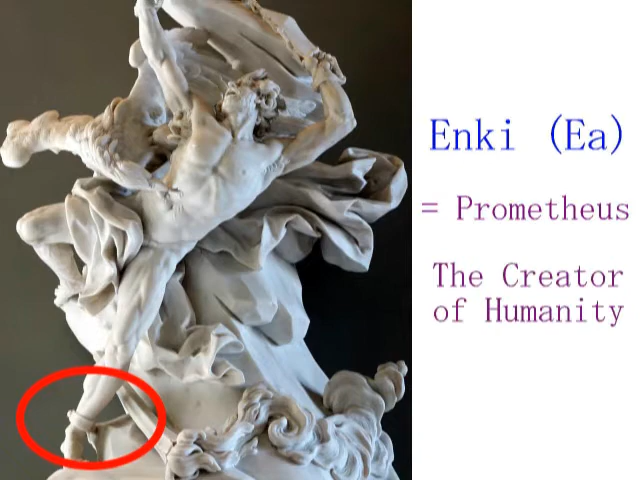 Enki (Ea)
= Prometheus
The Creator
of Humanity